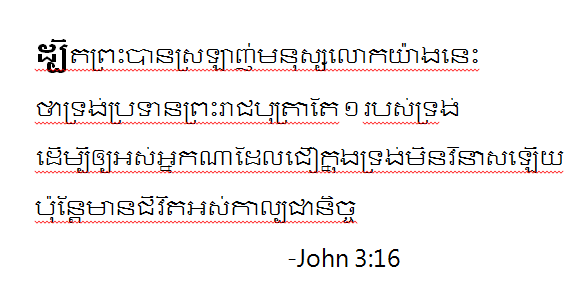 ដ្បិតព្រះបានស្រឡាញ់មនុស្សលោកយ៉ាងនេះ
ថាទ្រង់ប្រទានព្រះរាជបុត្រាតែ១របស់ទ្រង់
ដើម្បីឲ្យអស់អ្នកណាដែលជឿក្នុងទ្រង់មិនវិនាសឡើយ
ប៉ុន្តែមានជីវិតអស់កាល្បជានិច្ច
-John 3:16